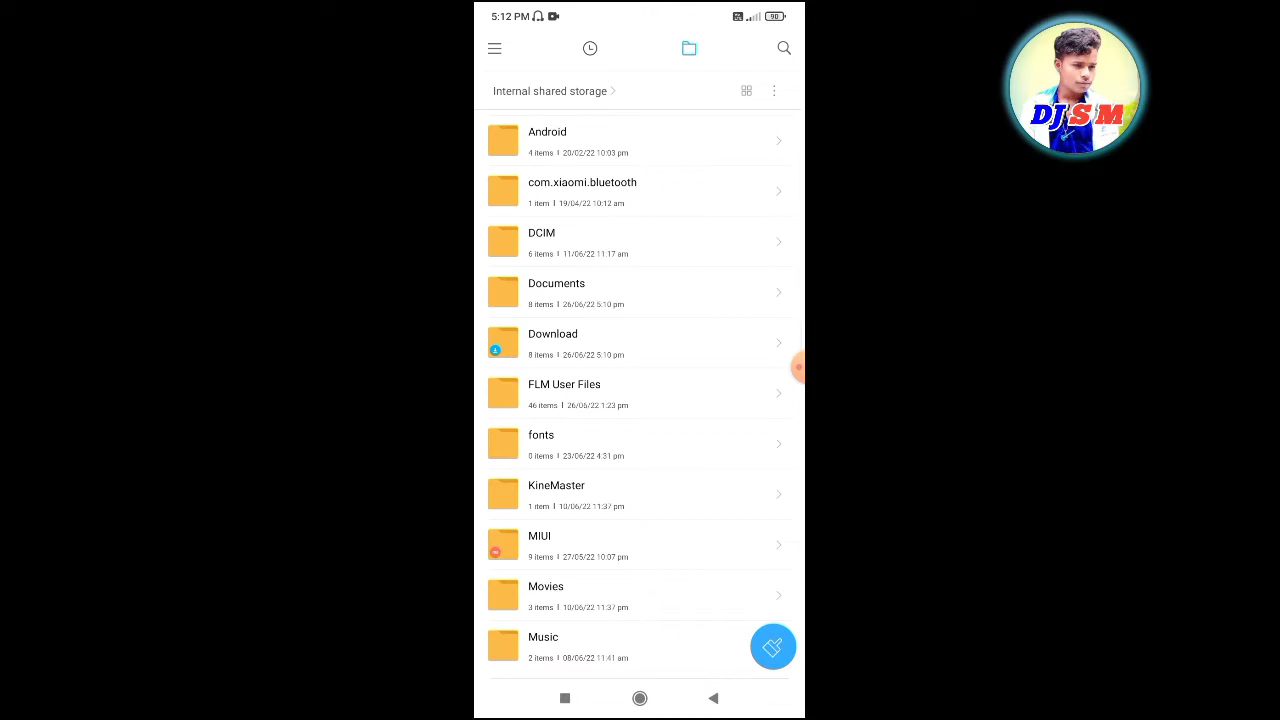 5:12 PM
90
Internal shared storage
Android
4 items | 20/02/22 10:03 pm
com.xiaomi.bluetooth
1 item | 19/04/22 10:12 am
DCIM
6 items | 11/06/22 11:17 am
Documents
8 items | 26/06/22 5:10 pm
Download
8 items | 26/06/22 5:10 pm
FLM User Files
46 items | 26/06/22 1:23 pm
fonts
0 items | 23/06/22 4:31 pm
KineMaster
1 item | 10/06/22 11:37 pm
MIUI
9 items | 27/05/22 10:07 pm
Movies
3 items | 10/06/22 11:37 pm
Music
2 items | 08/06/22 11:41 am
DJ S M